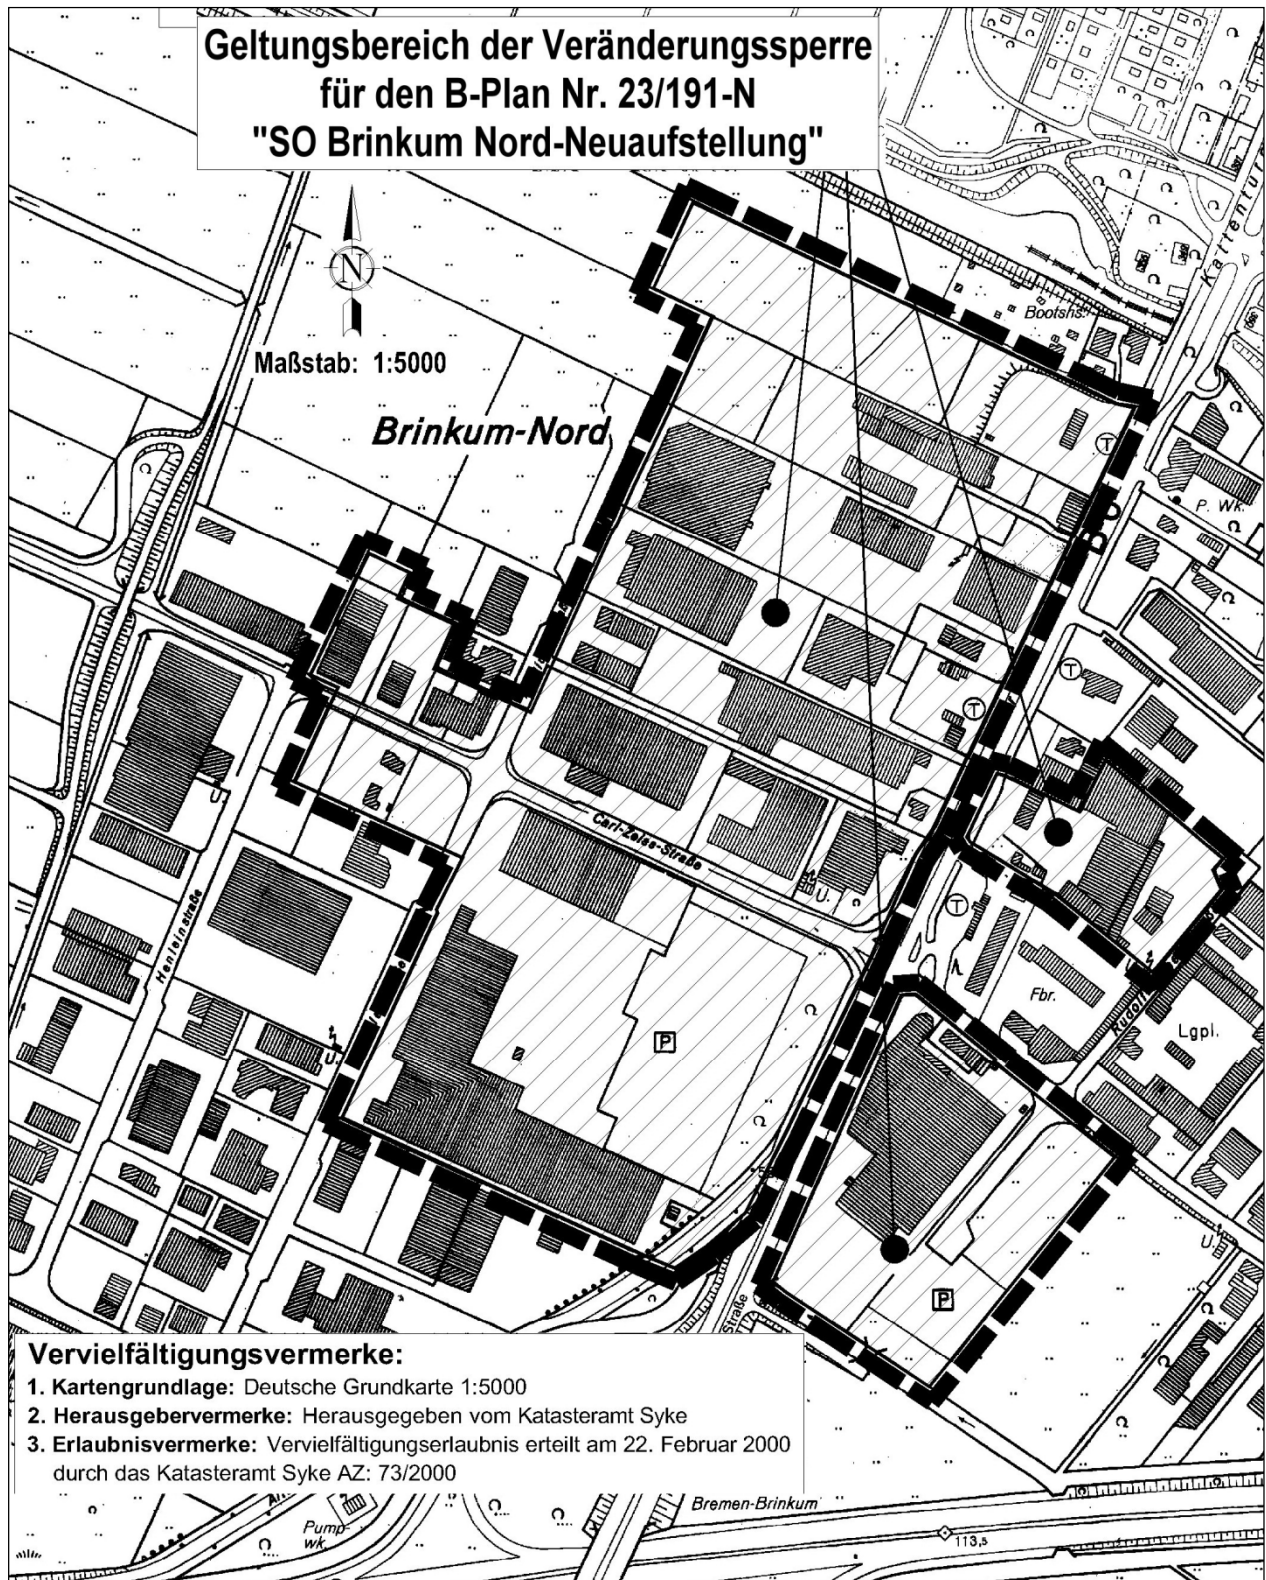 Geltungsbereich der Veränderungssperre
für den B-Plan Nr. 23/191-N
"SO Brinkum Nord-Neuaufstellung"
N
Maßstab: 1:5000
Brinkum-Nord
Bootshs.
P. Wk.
T
T
T
T
Carl-Zeiss-Straße
U.
U.
Henleinstraße
U.
Fbr.
Rudolf
Lgpl.
P
P
U.
Straße
Vervielfältigungsvermerke:
1. Kartengrundlage: Deutsche Grundkarte 1:5000
2. Herausgebervermerke: Herausgegeben vom Katasteramt Syke
3. Erlaubnisvermerke: Vervielfältigungserlaubnis erteilt am 22. Februar 2000
durch das Katasteramt Syke AZ: 73/2000
Bremen-Brinkum
Pump-
wk.
113,5